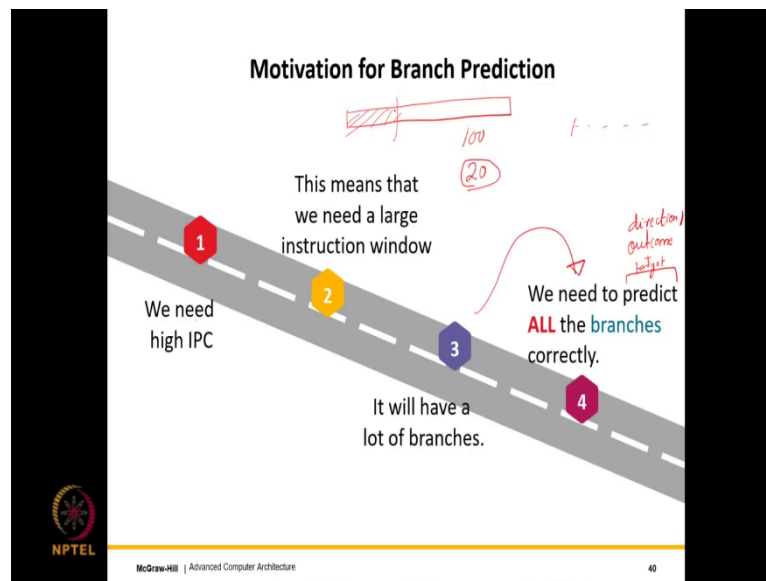 Motivation for Branch Prediction
100
20
direction/
outcome
target
This means that
we need a large
instruction window
1
2
We need
high IPC
We need to predict
ALL the branches
correctly.
3
4
It will have a
lot of branches.
NPTEL
McGraw-Hill | Advanced Computer Architecture
40